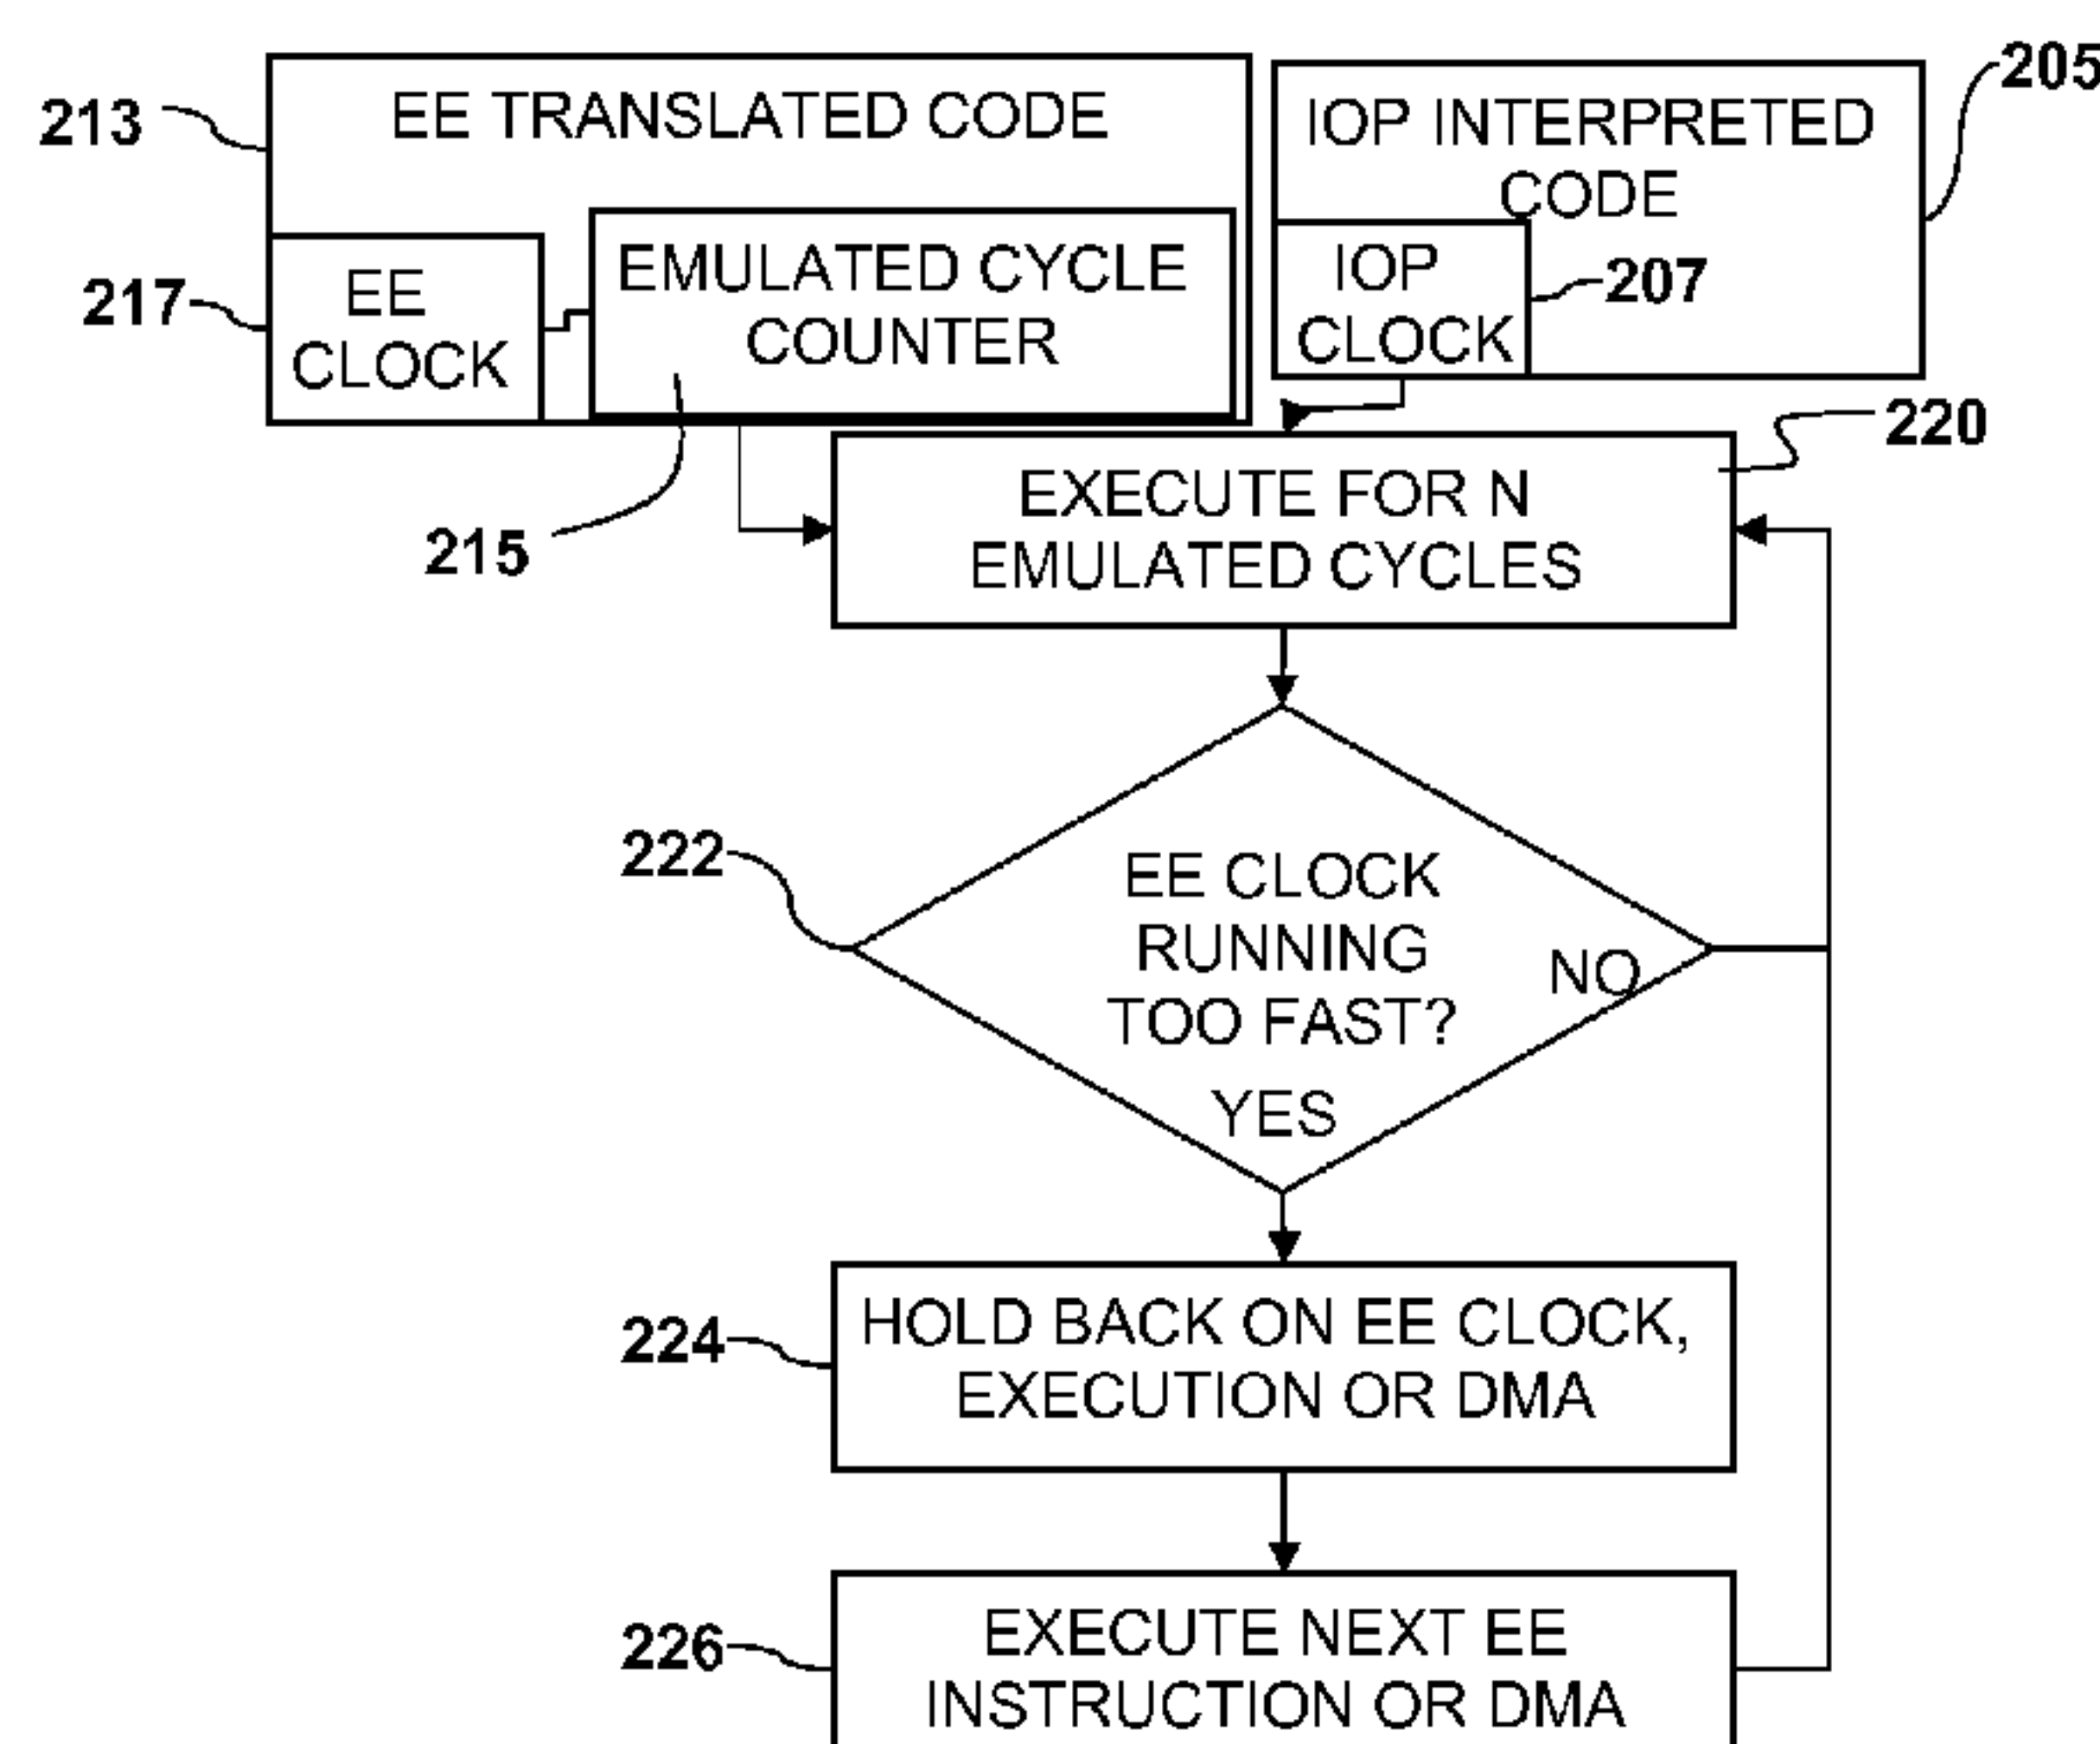 213
EE TRANSLATED CODE
217
EE
CLOCK
EMULATED CYCLE
COUNTER
215
IOP INTERPRETED
CODE
205
IOP
CLOCK
207
220
EXECUTE FOR N
EMULATED CYCLES
222
EE CLOCK
RUNNING
TOO FAST?
NO
YES
224
HOLD BACK ON EE CLOCK,
EXECUTION OR DMA
226
EXECUTE NEXT EE
INSTRUCTION OR DMA